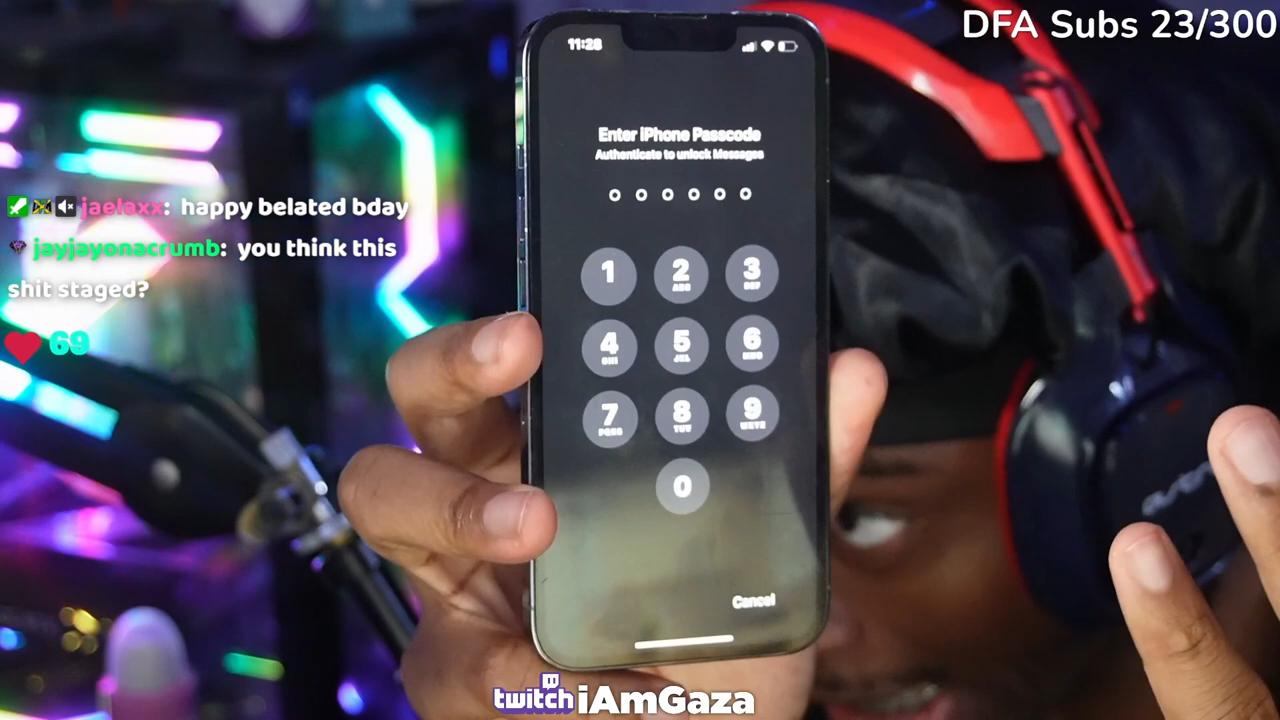 DFA Subs 23/300
11:28
Enter iPhone Passcode
Authenticate to unlock Messages
jaelaxx: happy belated bday
jayjayonacrumb: you think this
shit staged?
69
1
2 ABC
3 DEF
4 GHI
5 JKL
6 MNO
7 PQRS
8 TUV
9 WXYZ
0
Cancel
twitch iAmGaza